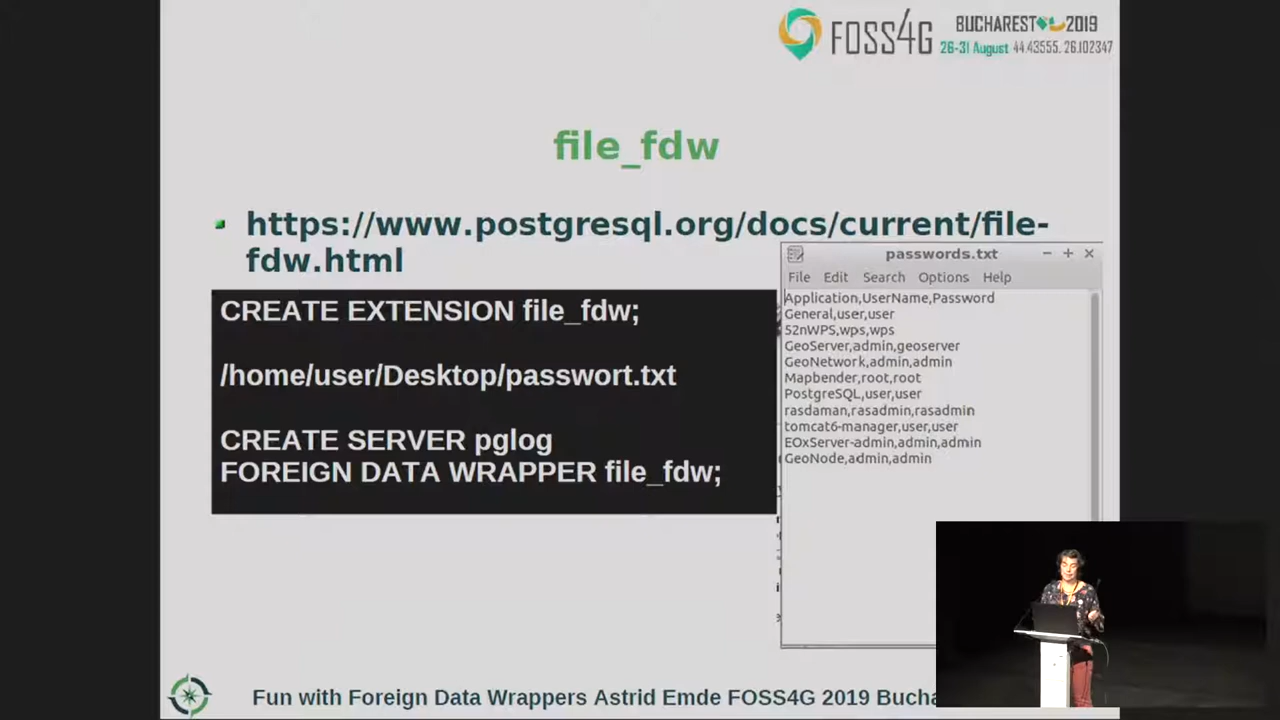 FOSS4G
BUCHAREST 2019
26-31 August 44.43555, 26.102347
file_fdw
https://www.postgresql.org/docs/current/file-
fdw.html
CREATE EXTENSION file_fdw;
/home/user/Desktop/passwort.txt
CREATE SERVER pglog
FOREIGN DATA WRAPPER file_fdw;
passwords.txt
File Edit Search Options Help
Application,UserName,Password
General,user,user
52nWPS,wps,wps
GeoServer,admin,geoserver
GeoNetwork,admin,admin
Mapbender,root,root
PostgreSQL,user,user
rasdaman,rasadmin,rasadmin
tomcat6-manager,user,user
EOxServer-admin,admin,admin
GeoNode,admin,admin
Fun with Foreign Data Wrappers Astrid Emde FOSS4G 2019 Bucha